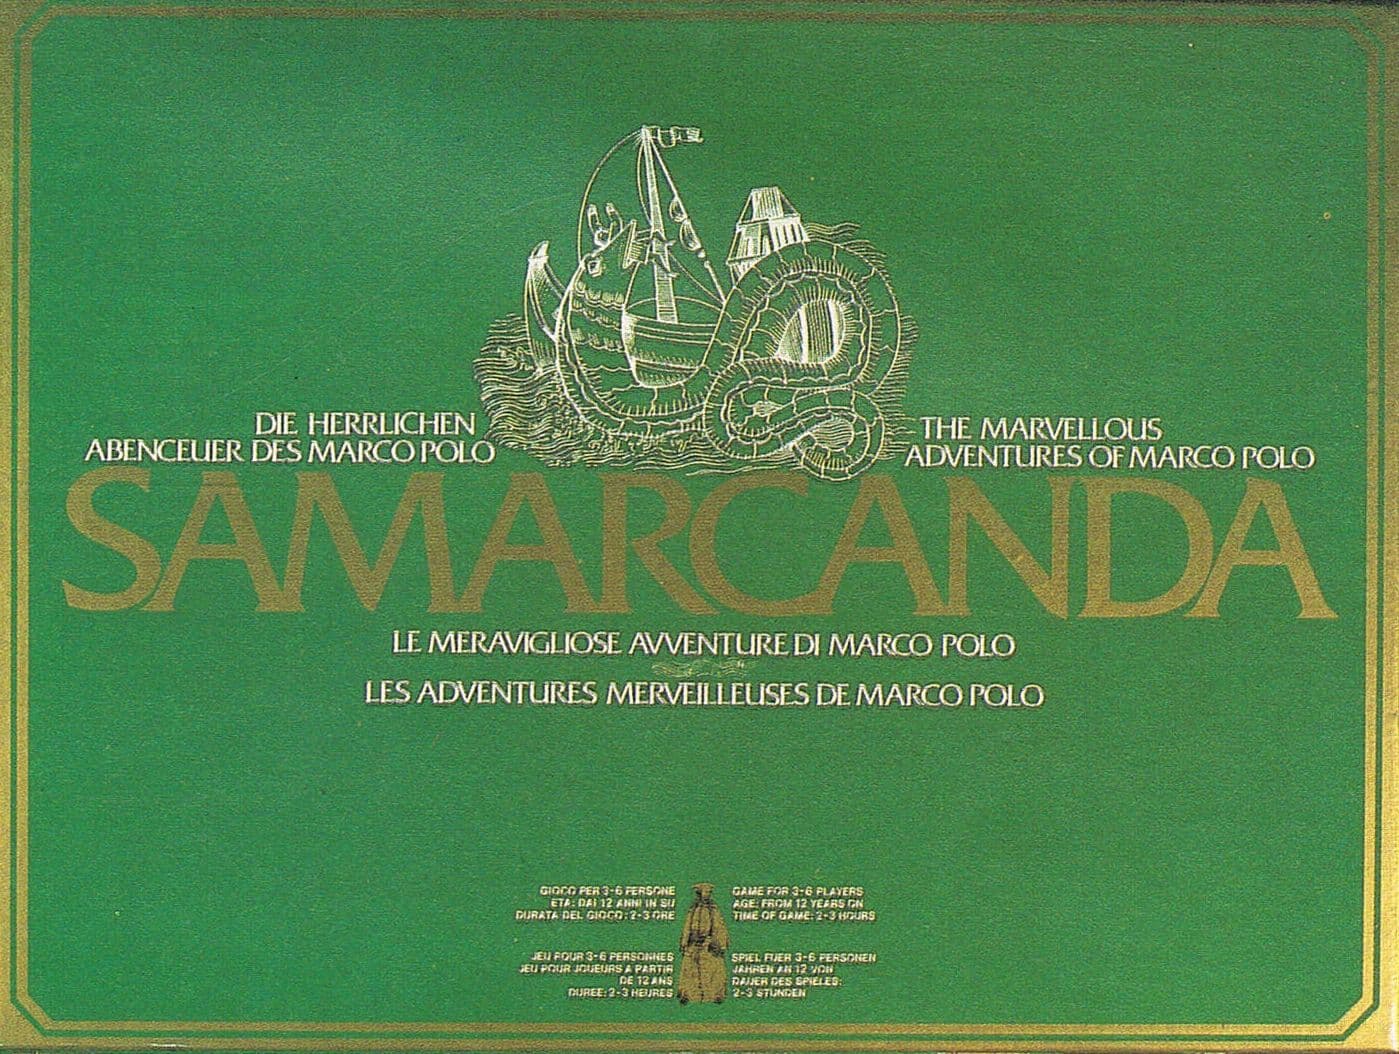 DIE HERRLICHEN
ABENCEUER DES MARCO POLO
THE MARVELLOUS
ADVENTURES OF MARCO POLO
SAMARCANDA
LE MERAVIGLIOSE AVVENTURE DI MARCO POLO
LES ADVENTURES MERVEILLEUSES DE MARCO POLO
GIOCO PER 3-6 PERSONE
ETA: DAI 12 ANNI IN SU
DURATA DEL GIOCO: 2-3 ORE
GAME FOR 3-6 PLAYERS
AGE: FROM 12 YEARS ON
TIME OF GAME: 2-3 HOURS
JEU POUR 3-6 PERSONNES
JEU POUR JOUEURS A PARTIR
DE 12 ANS
DUREE: 2-3 HEURES
SPIEL FUER 3-6 PERSONEN
JAHREN AN 12 VON
DAUER DES SPIELES:
2-3 STUNDEN